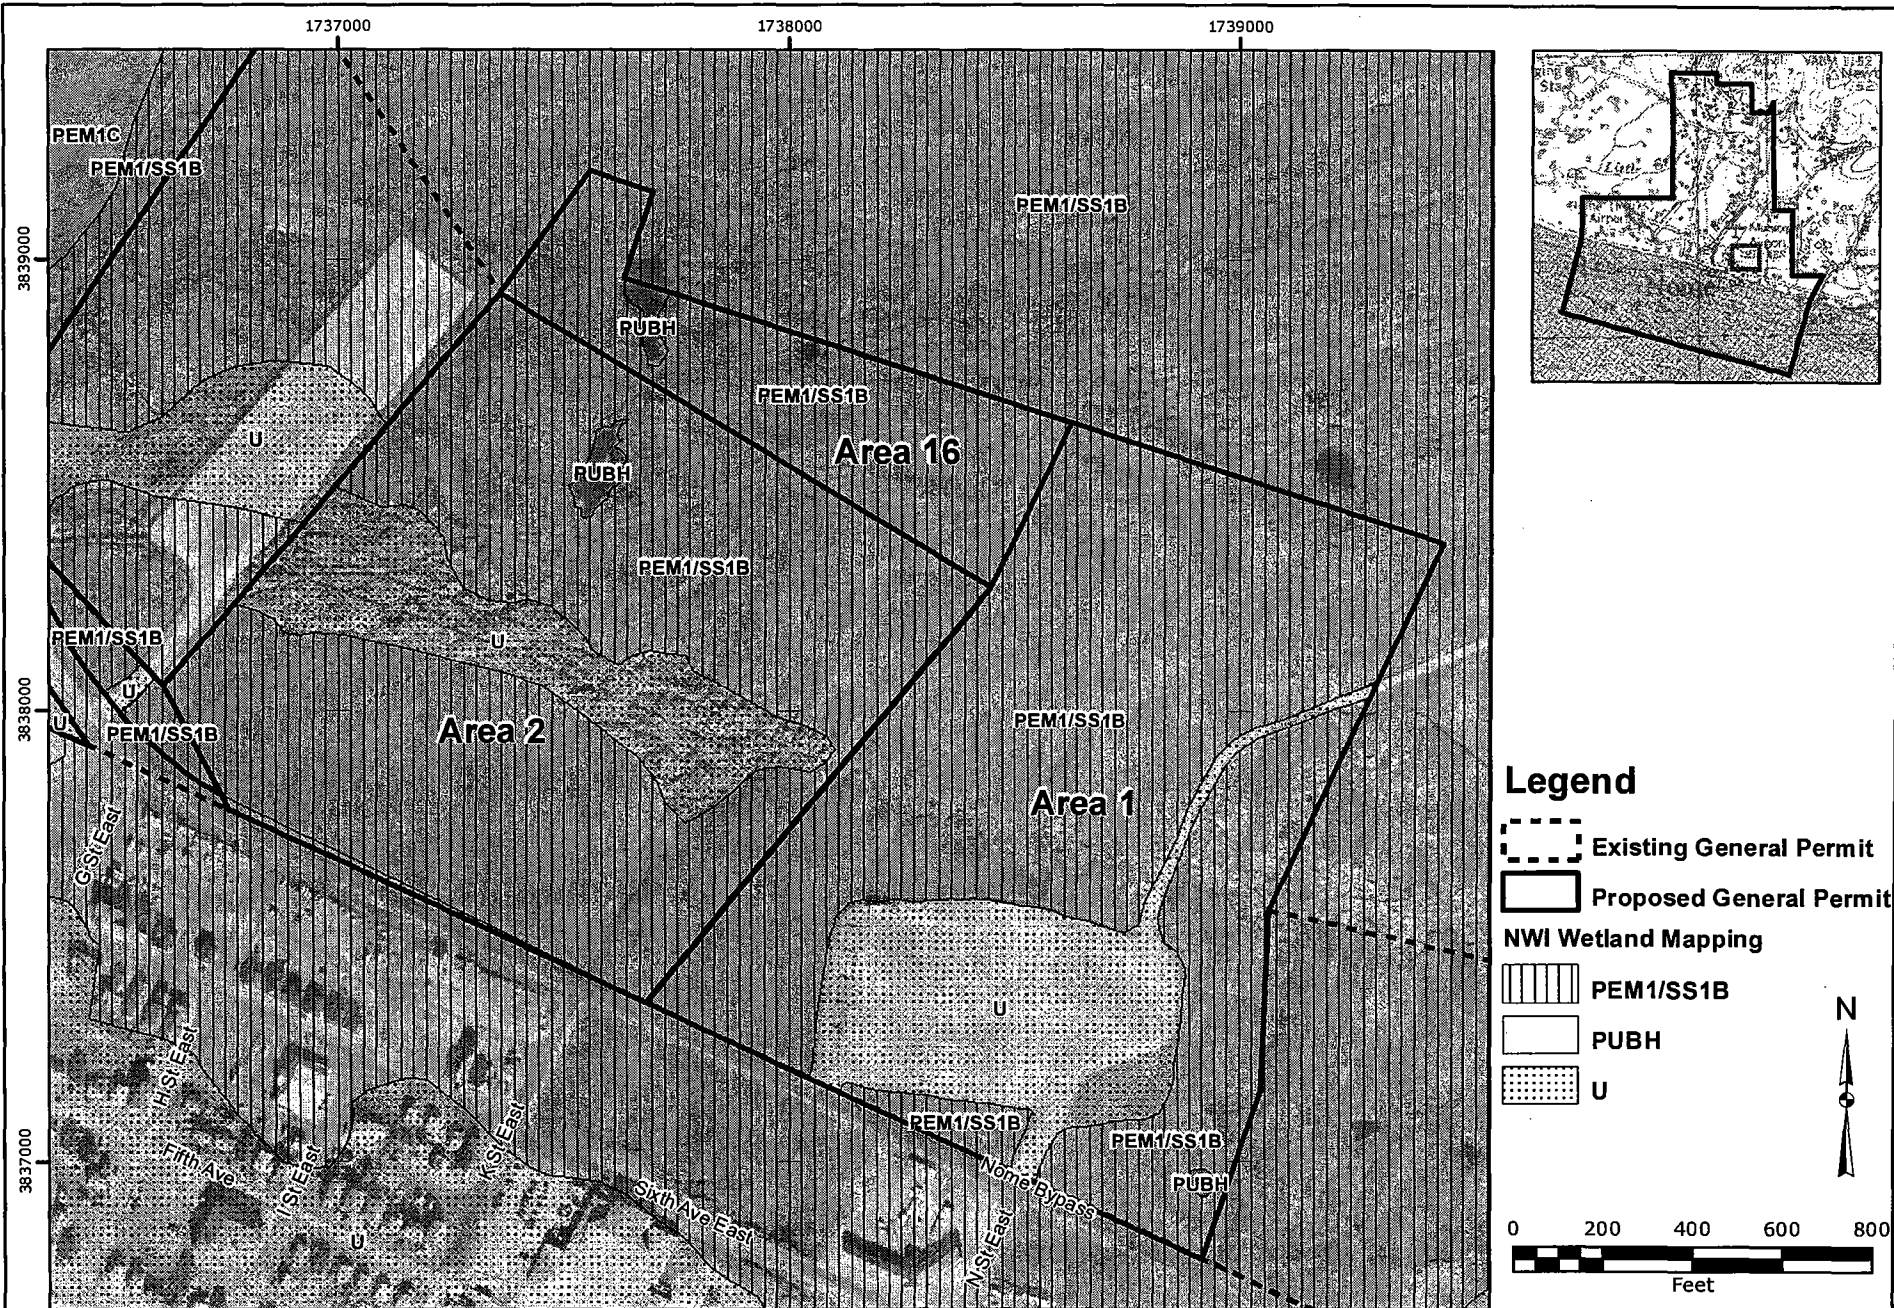 1737000
1738000
1739000
3839000
3838000
3837000
PEM1C
PEM1/SS1B
PEM1/SS1B
PUBH
PEM1/SS1B
Area 16
U
PUBH
PEM1/SS1B
PEM1/SS1B
U
U
U
PEM1/SS1B
Area 2
PEM1/SS1B
Area 1
G St East
U
H St East
Fifth Ave
I St East
K St East
Sixth Ave East
U
PEM1/SS1B
PEM1/SS1B
Nome Bypass
PUBH
N St East
Airport
Nome
Legend
Existing General Permit
Proposed General Permit
NWI Wetland Mapping
PEM1/SS1B
PUBH
U
N
0 200 400 600 800
Feet